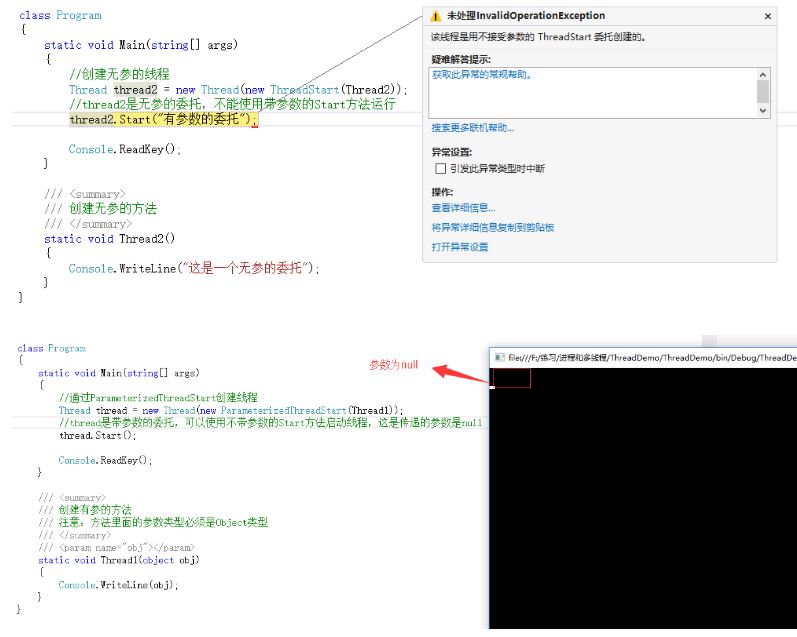 class Program
{
static void Main(string[] args)
{
//创建无参的线程
Thread thread2 = new Thread(new ThreadStart(Thread2));
//thread2是无参的委托，不能使用带参数的Start方法运行
thread2.Start("有参数的委托");
Console.ReadKey();
}
/// <summary>
/// 创建无参的方法
/// </summary>
static void Thread2()
{
Console.WriteLine("这是一个无参的委托");
}
}
未处理InvalidOperationException
该线程是用不接受参数的 ThreadStart 委托创建的。
疑难解答提示:
获取此异常的常规帮助。
搜索更多联机帮助...
异常设置:
引发此异常类型时中断
操作:
查看详细信息...
将异常详细信息复制到剪贴板
打开异常设置
class Program
{
static void Main(string[] args)
{
//通过ParameterizedThreadStart创建线程
Thread thread = new Thread(new ParameterizedThreadStart(Thread1));
//thread是带参数的委托，可以使用不带参数的Start方法启动线程，这是传递的参数是null
thread.Start();
Console.ReadKey();
}
/// <summary>
/// 创建有参的方法
/// 注意：方法里面的参数类型必须是Object类型
/// </summary>
/// <param name="obj"></param>
static void Thread1(object obj)
{
Console.WriteLine(obj);
}
}
参数为null
file:///F:/练习/进程和多线程/ThreadDemo/ThreadDemo/bin/Debug/ThreadDe